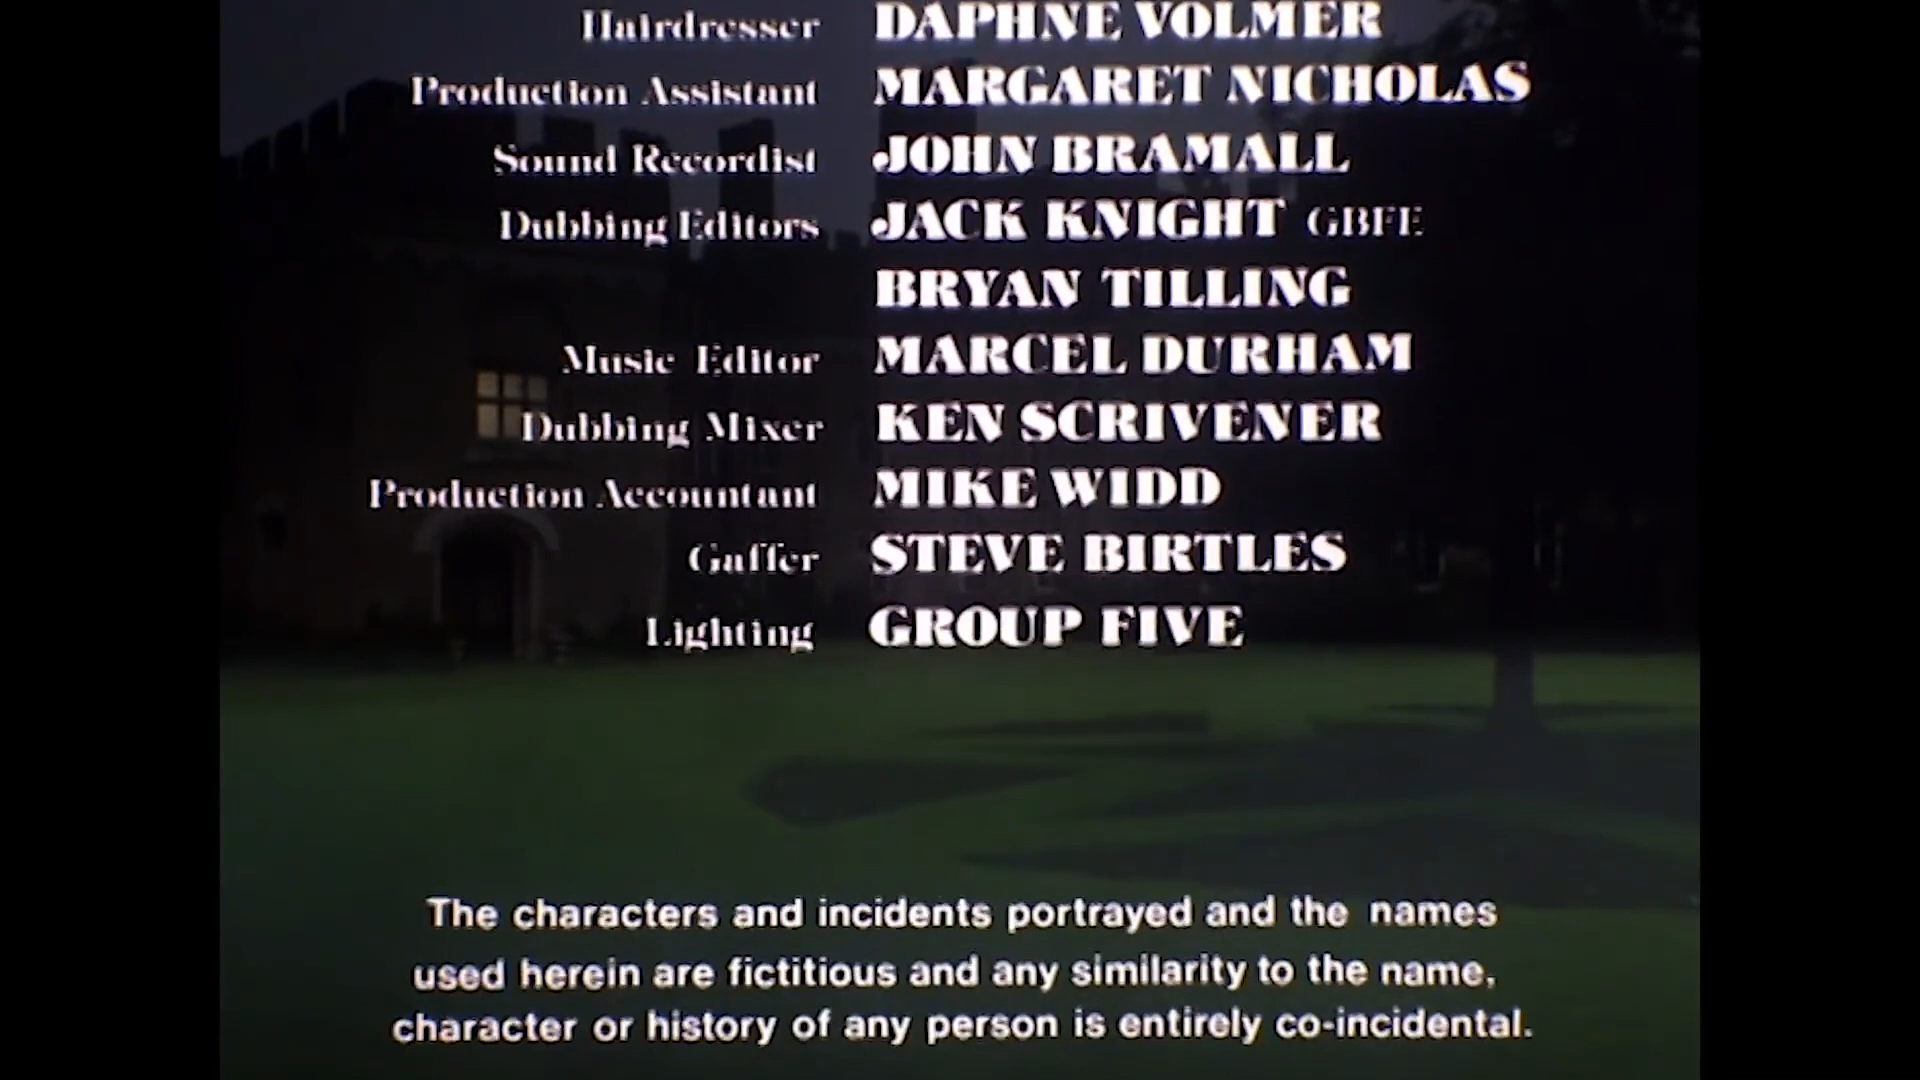 Hairdresser DAPHNE VOLMER
Production Assistant MARGARET NICHOLAS
Sound Recordist JOHN BRAMALL
Dubbing Editors JACK KNIGHT GBFE
BRYAN TILLING
Music Editor MARCEL DURHAM
Dubbing Mixer KEN SCRIVENER
Production Accountant MIKE WIDD
Gaffer STEVE BIRTLES
Lighting GROUP FIVE
The characters and incidents portrayed and the names
used herein are fictitious and any similarity to the name,
character or history of any person is entirely co-incidental.